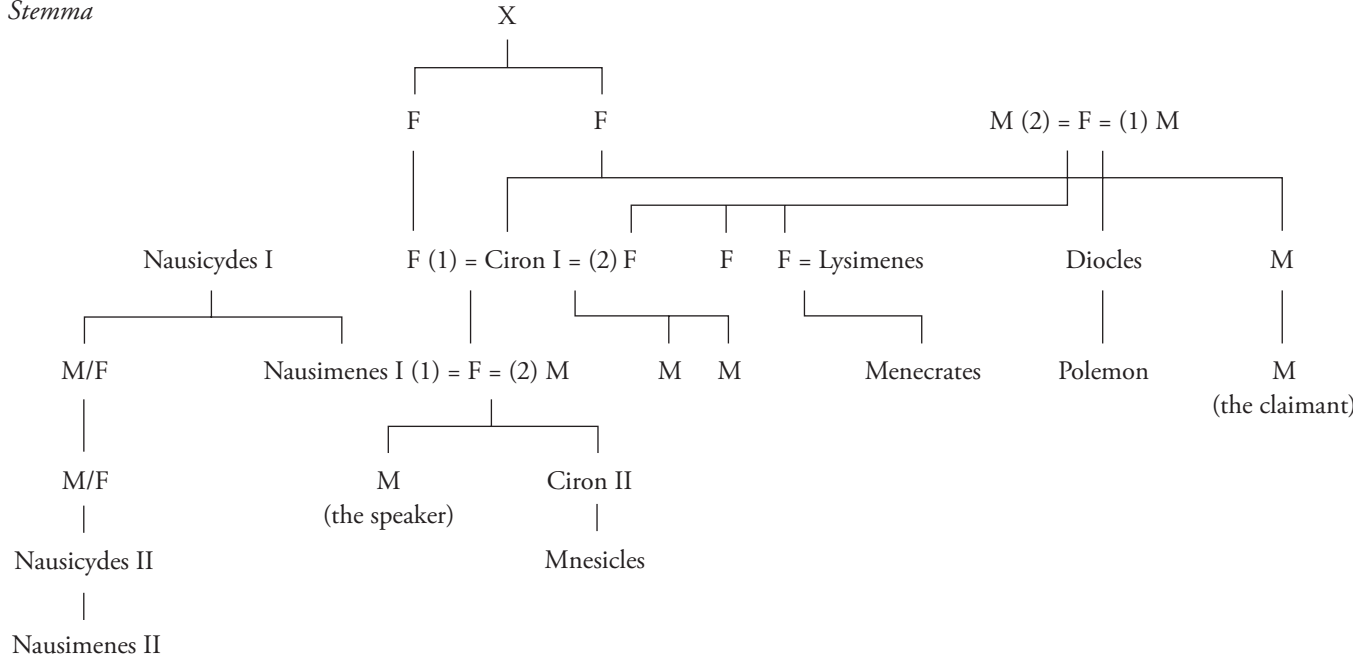 Stemma
X
F F M (2) = F = (1) M
Nausicydes I F (1) = Ciron I = (2) F F F = Lysimenes Diocles M
M/F Nausimenes I (1) = F = (2) M M M Menecrates Polemon M
(the claimant)
M/F M Ciron II
(the speaker)
Nausicydes II Mnesicles
Nausimenes II